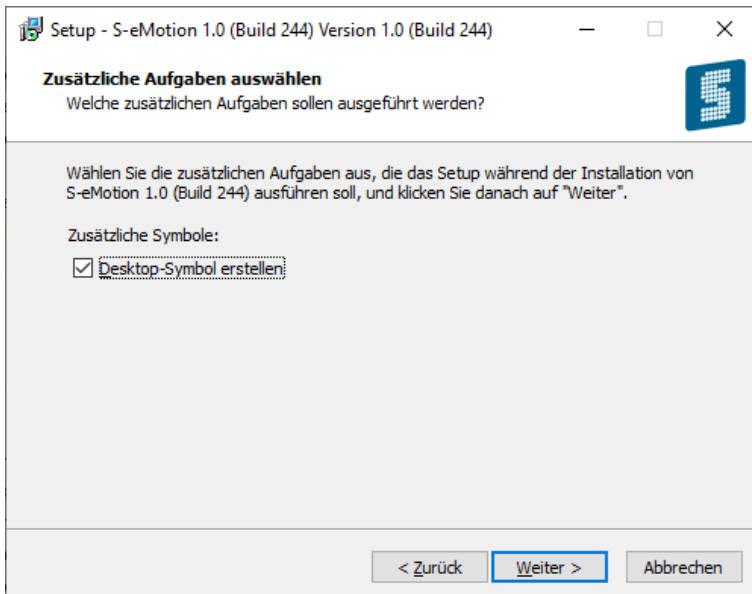 Setup - S-eMotion 1.0 (Build 244) Version 1.0 (Build 244)
Zusätzliche Aufgaben auswählen
Welche zusätzlichen Aufgaben sollen ausgeführt werden?
Wählen Sie die zusätzlichen Aufgaben aus, die das Setup während der Installation von
S-eMotion 1.0 (Build 244) ausführen soll, und klicken Sie danach auf "Weiter".
Zusätzliche Symbole:
Desktop-Symbol erstellen
< Zurück Weiter > Abbrechen